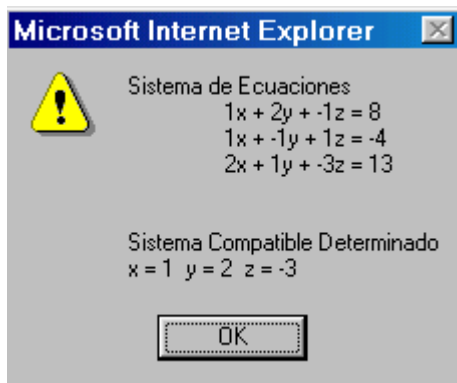 Microsoft Internet Explorer
Sistema de Ecuaciones
1x + 2y + -1z = 8
1x + -1y + 1z = -4
2x + 1y + -3z = 13
Sistema Compatible Determinado
x = 1 y = 2 z = -3
OK